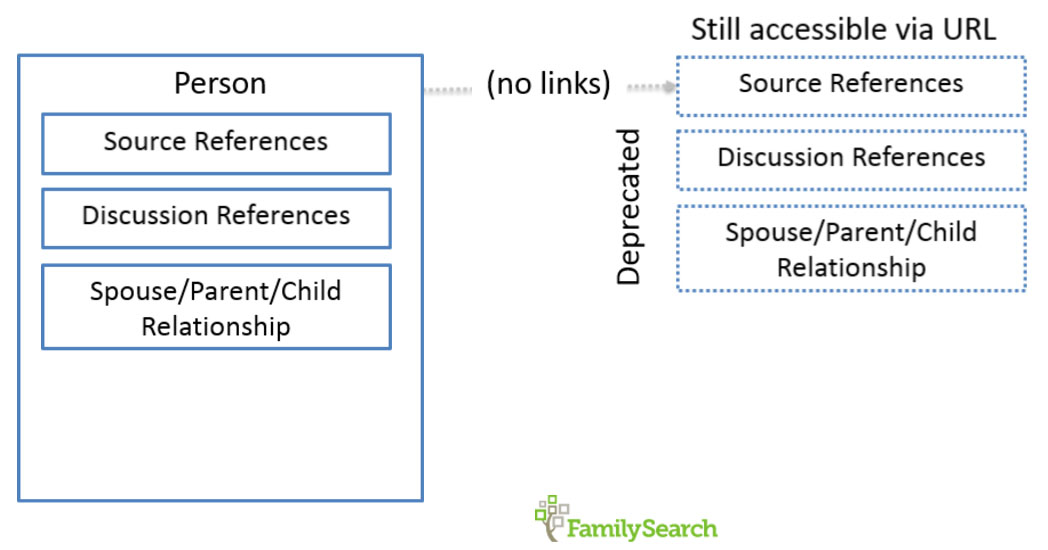 Still accessible via URL
Person
(no links)
Source References
Source References
Discussion References
Discussion References
Deprecated
Spouse/Parent/Child
Relationship
Spouse/Parent/Child
Relationship
FamilySearch